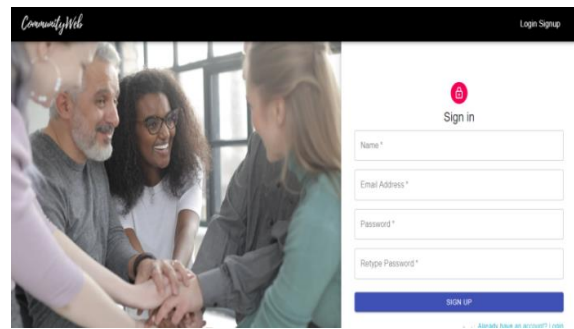 CommunityWeb
Login Signup
Sign in
Name *
Email Address *
Password *
Retype Password *
SIGN UP
Already have an account? Login